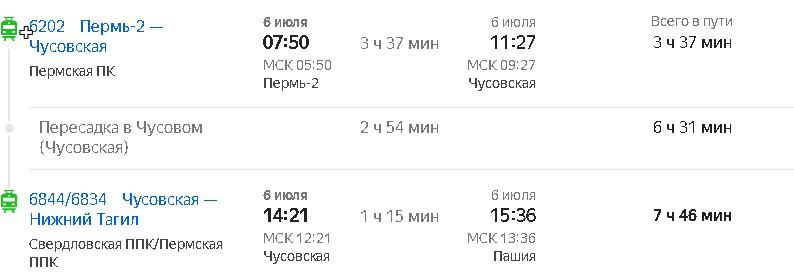 6202 Пермь-2 —
Чусовская
Пермская ПК
6 июля
07:50
МСК 05:50
Пермь-2
3 ч 37 мин
6 июля
11:27
МСК 09:27
Чусовская
Всего в пути
3 ч 37 мин
Пересадка в Чусовом
(Чусовская)
2 ч 54 мин
6 ч 31 мин
6844/6834 Чусовская —
Нижний Тагил
Свердловская ППК/Пермская
ППК
6 июля
14:21
МСК 12:21
Чусовская
1 ч 15 мин
6 июля
15:36
МСК 13:36
Пашия
7 ч 46 мин